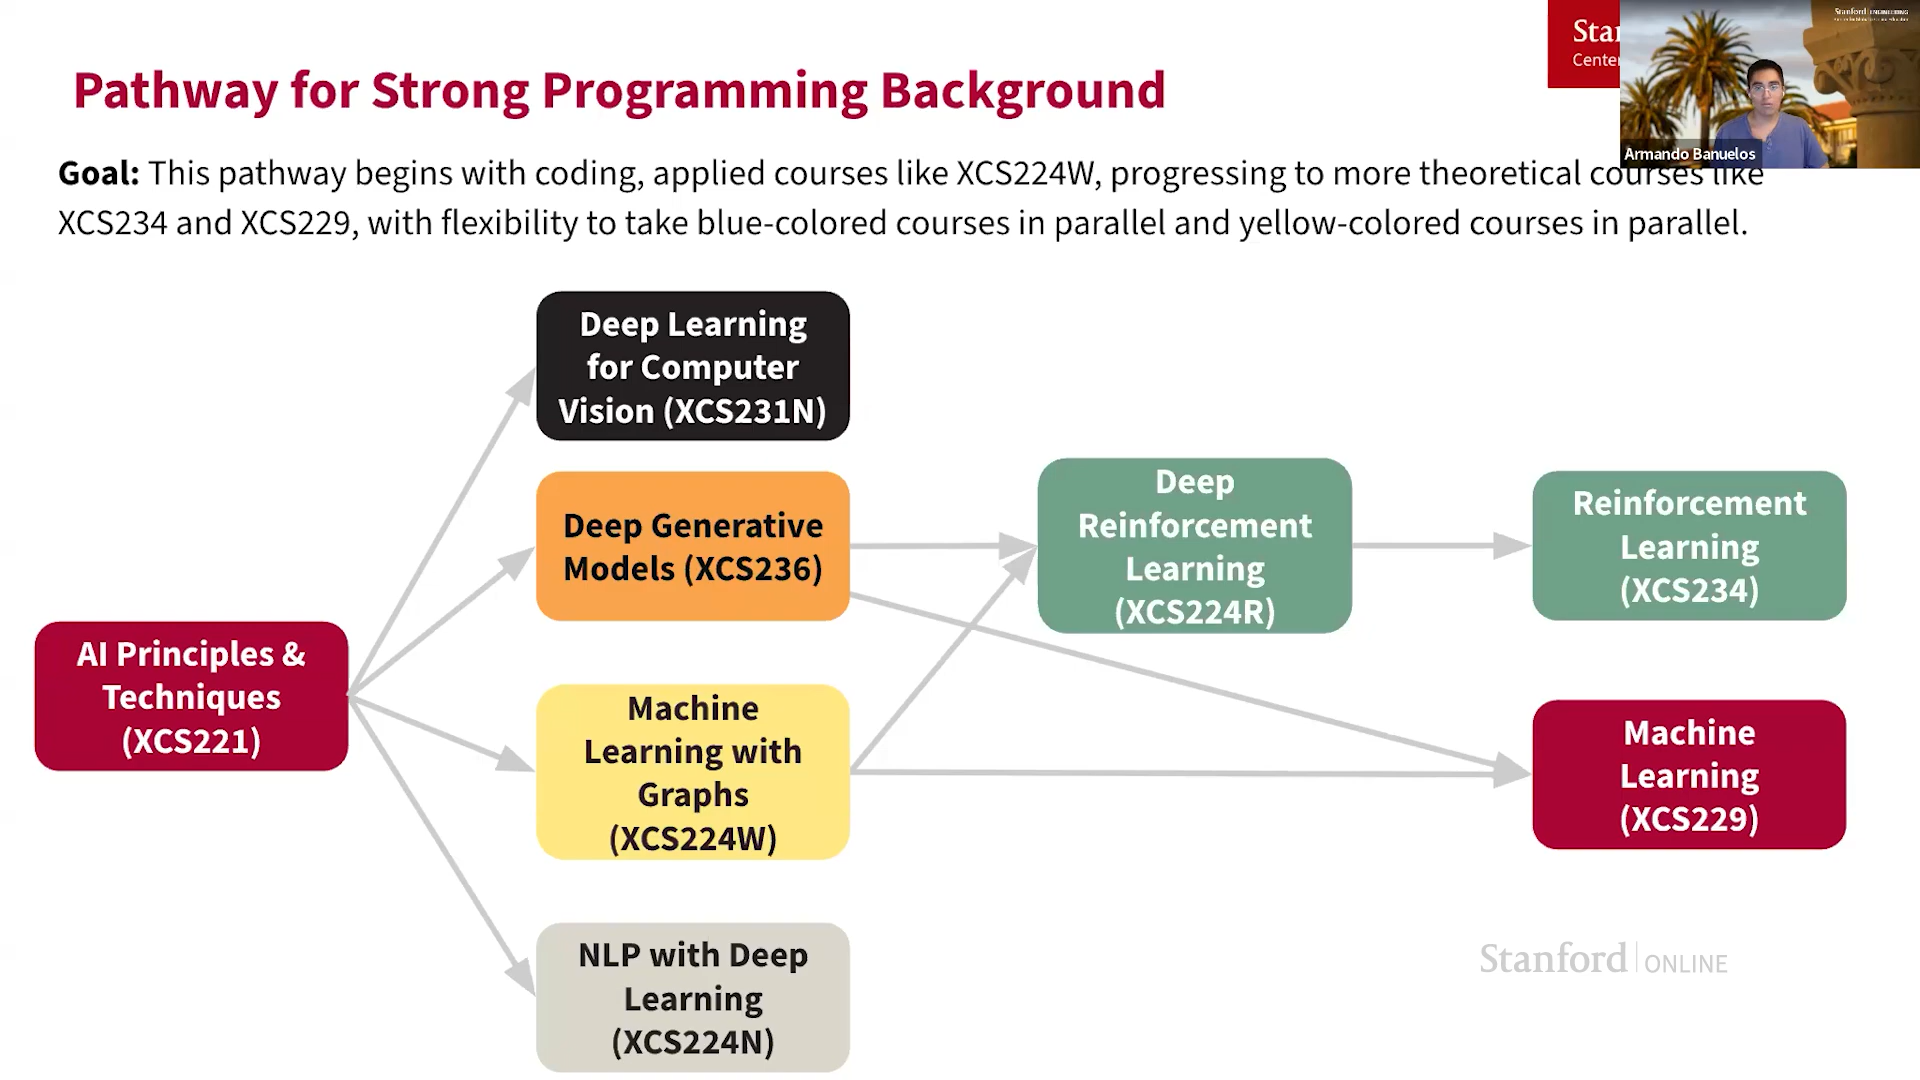 Pathway for Strong Programming Background
Stanford ENGINEERING
Armando Banuelos
Goal: This pathway begins with coding, applied courses like XCS224W, progressing to more theoretical courses like
XCS234 and XCS229, with flexibility to take blue-colored courses in parallel and yellow-colored courses in parallel.
Deep Learning
for Computer
Vision (XCS231N)
Deep Generative
Models (XCS236)
Deep
Reinforcement
Learning
(XCS224R)
Reinforcement
Learning
(XCS234)
AI Principles &
Techniques
(XCS221)
Machine
Learning with
Graphs
(XCS224W)
Machine
Learning
(XCS229)
NLP with Deep
Learning
(XCS224N)
Stanford ONLINE